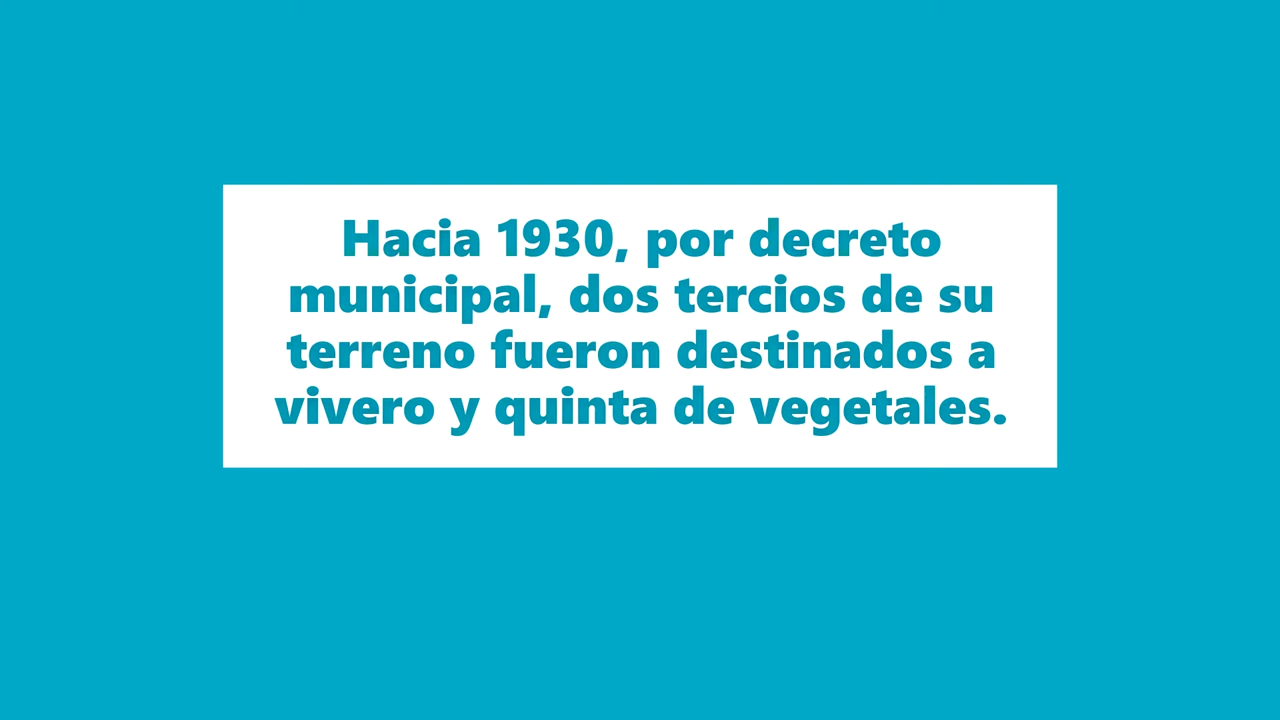 Hacia 1930, por decreto
municipal, dos tercios de su
terreno fueron destinados a
vivero y quinta de vegetales.